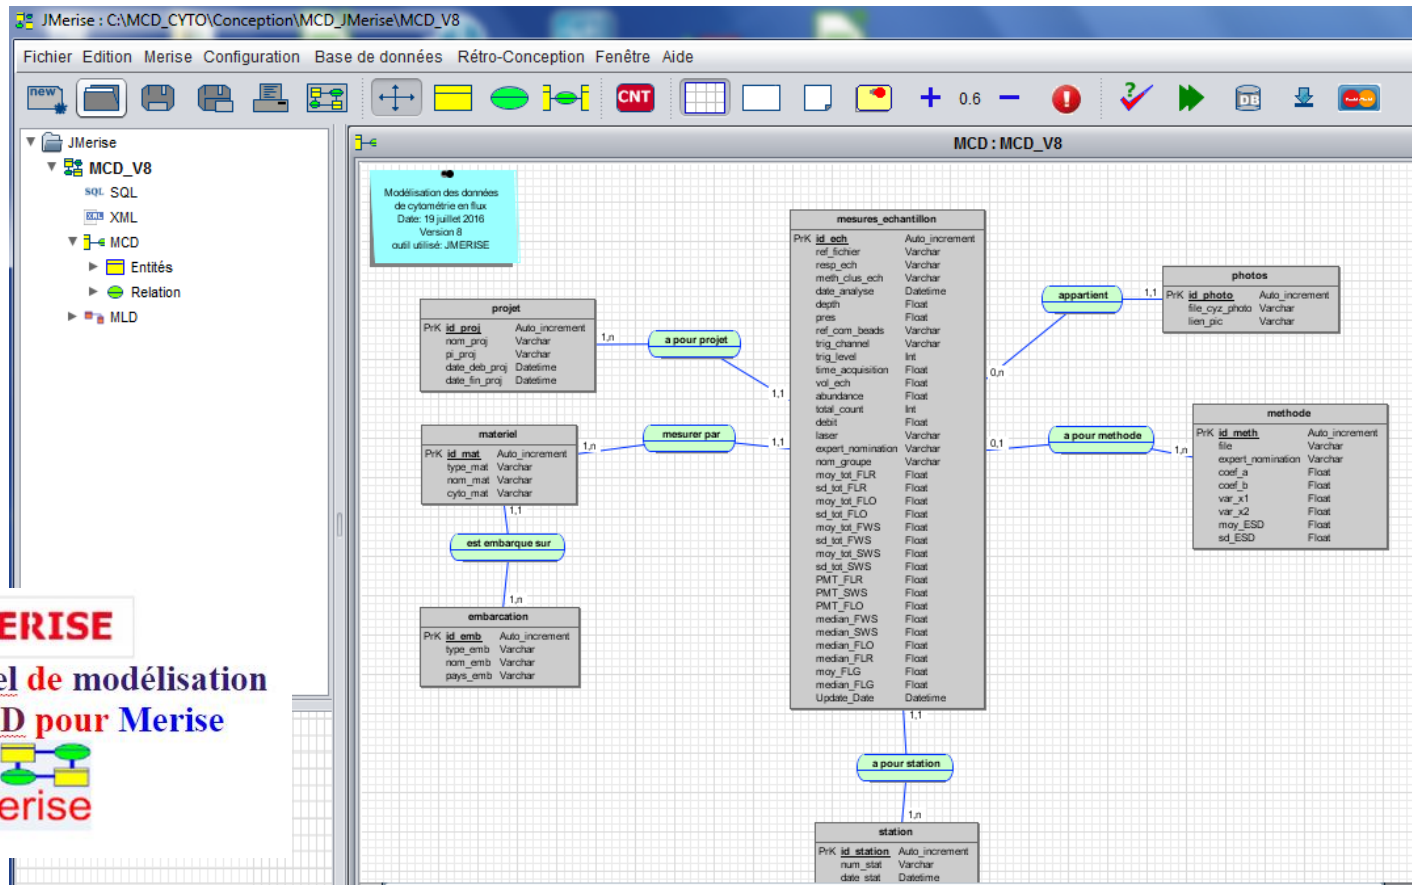 JMerise : C:\MCD_CYTO\Conception\MCD_JMerise\MCD_V8
Fichier Edition Merise Configuration Base de données Rétro-Conception Fenêtre Aide
new
CNT
0.6
DB
JMerise
MCD_V8
SQL SQL
XML XML
MCD
Entités
Relation
MLD
ERISE
el de modélisation
D pour Merise
erise
MCD : MCD_V8
Modélisation des données
de cytométrie en flux
Date: 19 juillet 2016
Version 8
outil utilisé: JMERISE
projet
PrK id_proj Auto_increment
nom_proj Varchar
pi_proj Varchar
date_deb_proj Datetime
date_fin_proj Datetime
1,n
a pour projet
1,1
materiel
PrK id_mat Auto_increment
type_mat Varchar
nom_mat Varchar
cyto_mat Varchar
1,n
mesurer par
1,1
1,1
est embarque sur
1,n
embarcation
PrK id_emb Auto_increment
type_emb Varchar
nom_emb Varchar
pays_emb Varchar
mesures_echantillon
PrK id_ech Auto_increment
ref_fichier Varchar
resp_ech Varchar
meth_clus_ech Varchar
date_analyse Datetime
depth Float
pres Float
ref_com_beads Varchar
trig_channel Varchar
trig_level Int
time_acquisition Float
vol_ech Float
abundance Float
total_count Int
debit Float
laser Varchar
expert_nomination Varchar
nom_groupe Varchar
moy_tot_FLR Float
sd_tot_FLR Float
moy_tot_FLO Float
sd_tot_FLO Float
moy_tot_FWS Float
sd_tot_FWS Float
moy_tot_SWS Float
sd_tot_SWS Float
PMT_FLR Float
PMT_SWS Float
PMT_FLO Float
median_FWS Float
median_SWS Float
median_FLO Float
median_FLR Float
moy_FLG Float
median_FLG Float
Update_Date Datetime
appartient
1,1
0,n
photos
PrK id_photo Auto_increment
file_cyz_photo Varchar
lien_pic Varchar
0,1
a pour methode
1,n
methode
PrK id_meth Auto_increment
file Varchar
expert_nomination Varchar
coef_a Float
coef_b Float
var_x1 Float
var_x2 Float
moy_ESD Float
sd_ESD Float
1,1
a pour station
1,n
station
PrK id_station Auto_increment
num_stat Varchar
date_stat Datetime